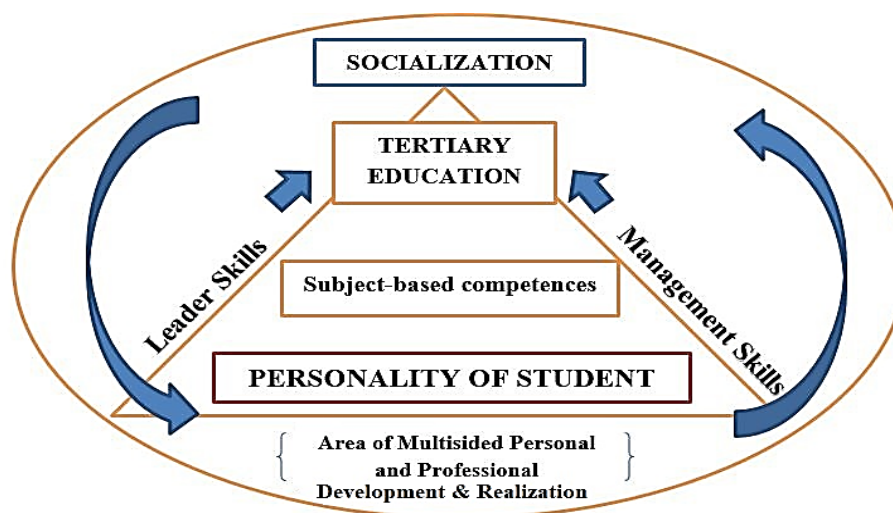 SOCIALIZATION
TERTIARY
EDUCATION
Leader Skills
Management Skills
Subject-based competences
PERSONALITY OF STUDENT
Area of Multisided Personal
and Professional
Development & Realization